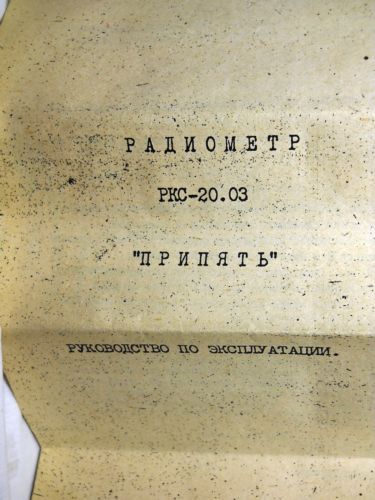 РАДИОМЕТР
РКС-20.03
"ПРИПЯТЬ"
РУКОВОДСТВО ПО ЭКСПЛУАТАЦИИ.